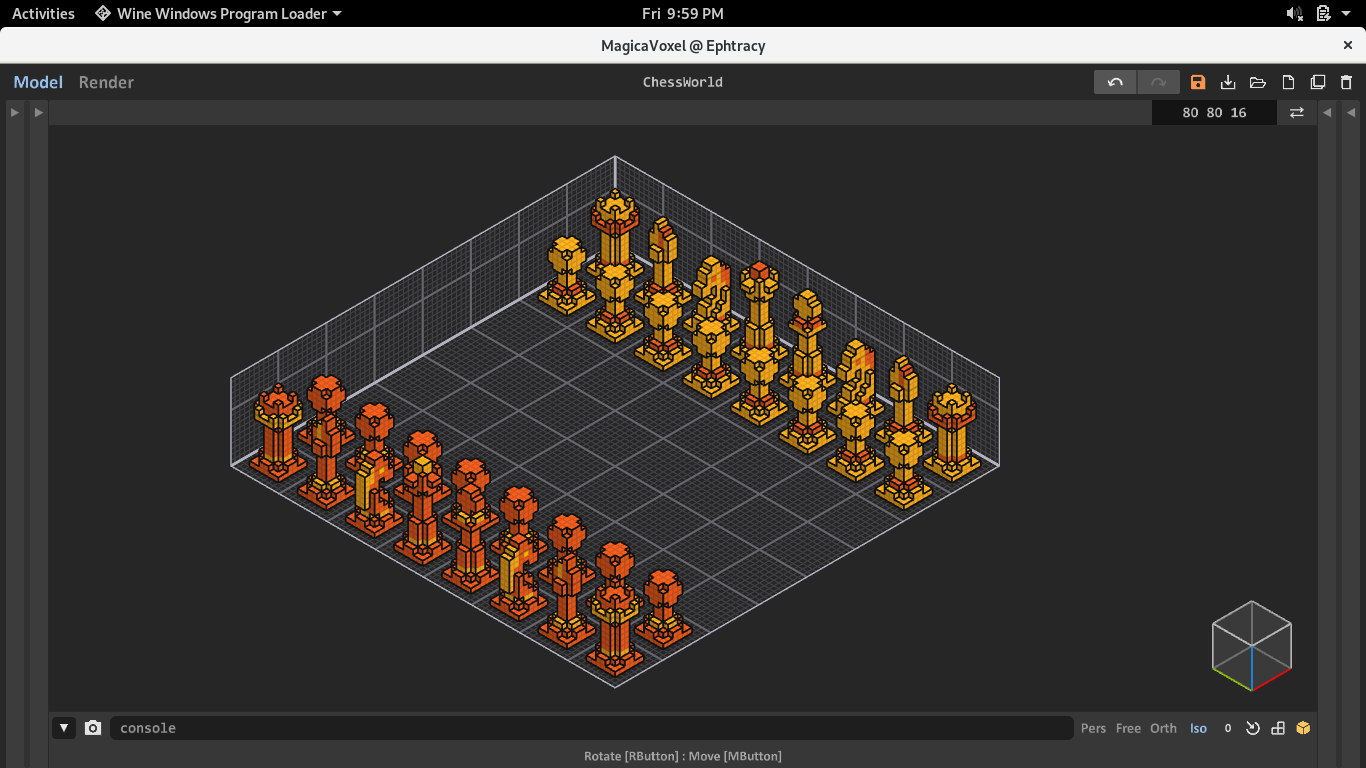 Activities Wine Windows Program Loader Fri 9:59 PM
MagicaVoxel @ Ephtracy
Model Render ChessWorld
80 80 16
console Pers Free Orth Iso 0
Rotate [RButton] : Move [MButton]